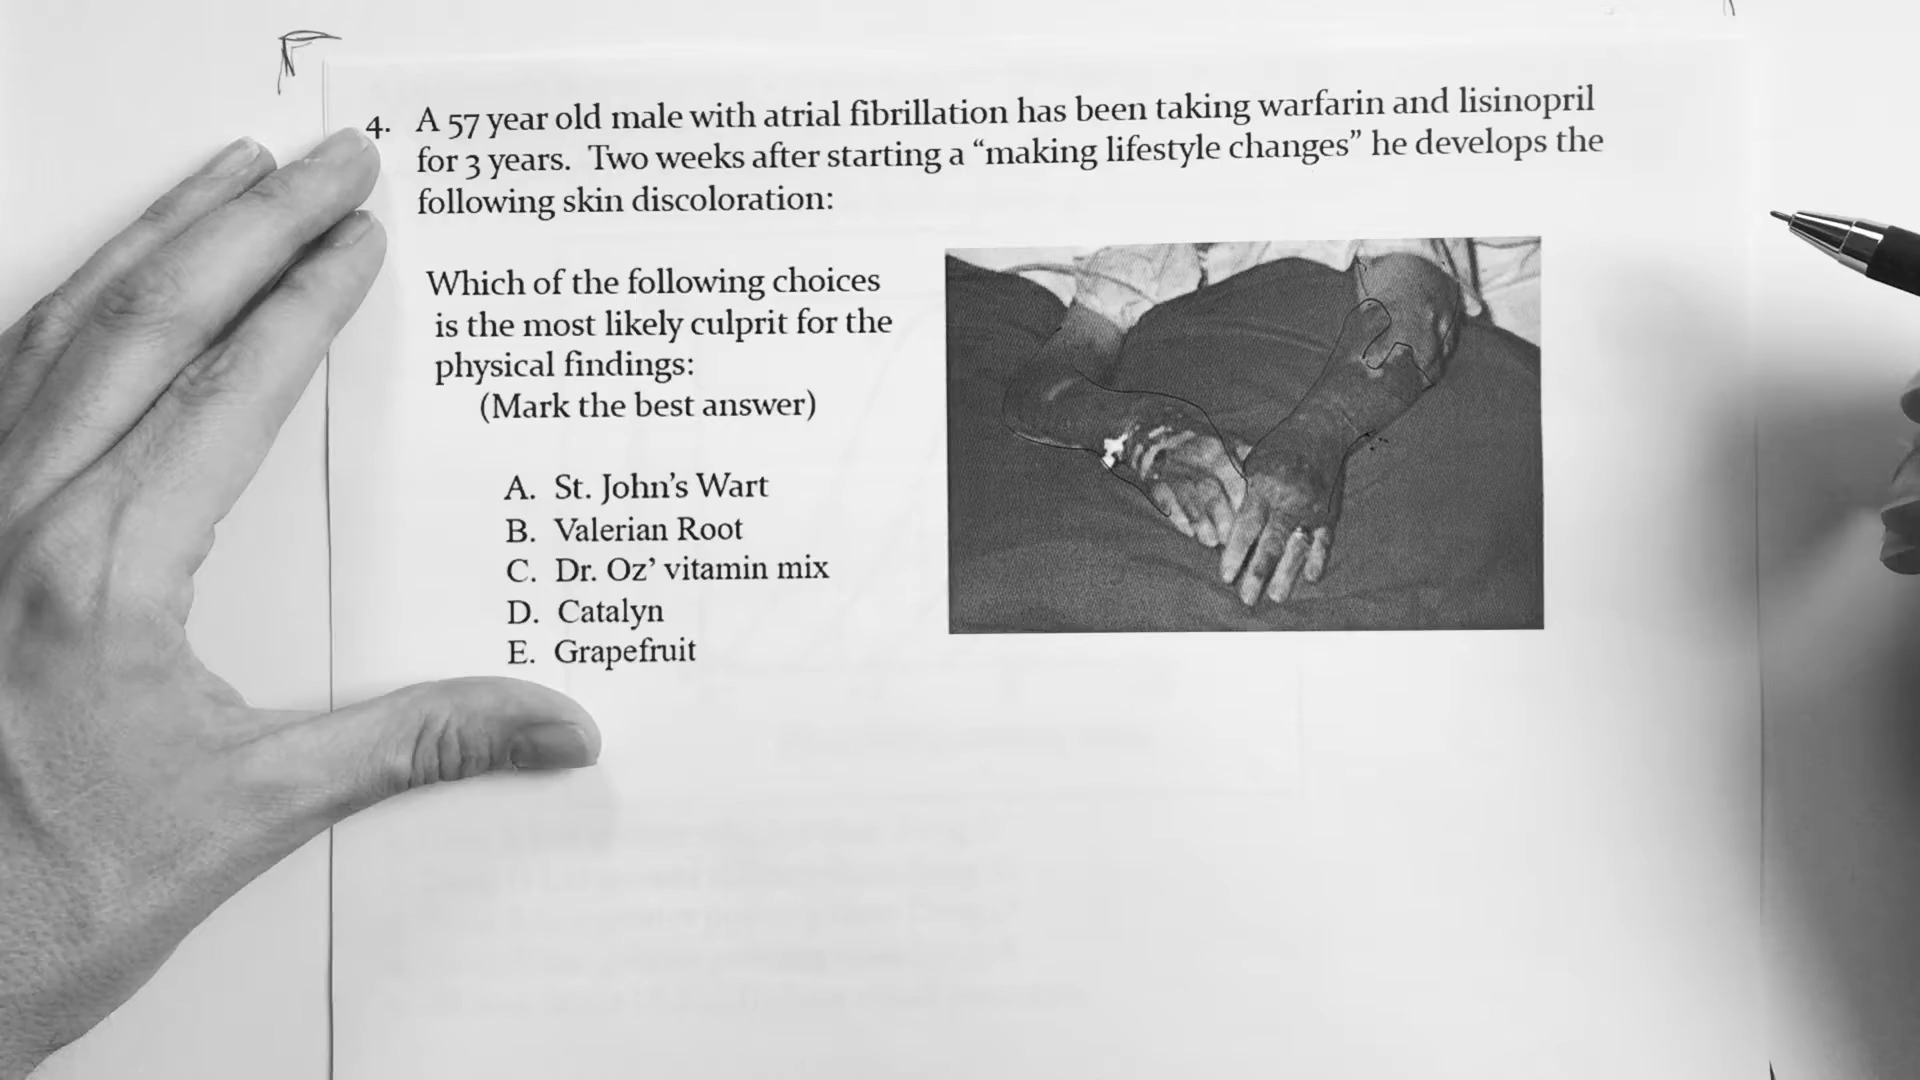 4. A 57 year old male with atrial fibrillation has been taking warfarin and lisinopril
for 3 years. Two weeks after starting a “making lifestyle changes” he develops the
following skin discoloration:
Which of the following choices
is the most likely culprit for the
physical findings:
(Mark the best answer)
A. St. John’s Wart
B. Valerian Root
C. Dr. Oz’ vitamin mix
D. Catalyn
E. Grapefruit